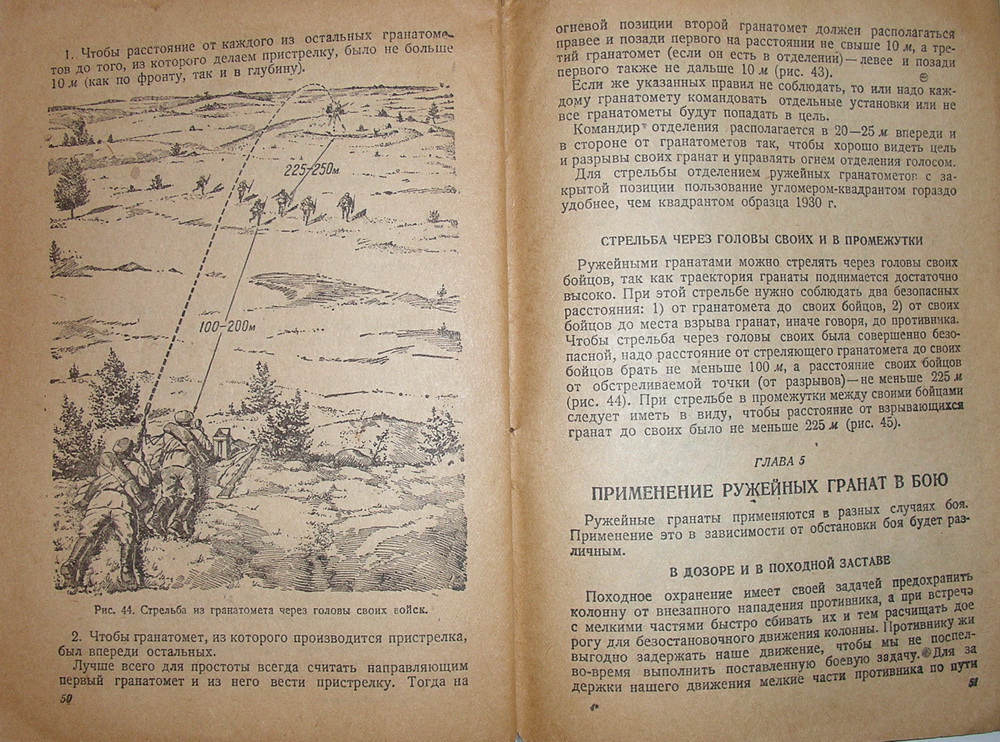 1. Чтобы расстояние от каждого из остальных гранатоме-
тов до того, из которого делаем пристрелку, было не больше
10 м (как по фронту, так и в глубину).
225-250м
100-200м
Рис. 44. Стрельба из гранатомета через головы своих войск.
2. Чтобы гранатомет, из которого производится пристрелка,
был впереди остальных.
Лучше всего для простоты всегда считать направляющим
первый гранатомет и из него вести пристрелку. Тогда на
50
огневой позиции второй гранатомет должен располагаться
правее и позади первого на расстоянии не свыше 10 м, а тре-
тий гранатомет (если он есть в отделении) — левее и позади
первого также не дальше 10 м (рис. 43).
Если же указанных правил не соблюдать, то или надо каж-
дому гранатомету командовать отдельные установки или не
все гранатометы будут попадать в цель.
Командир отделения располагается в 20—25 м впереди и
в стороне от гранатометов так, чтобы хорошо видеть цель
и разрывы своих гранат и управлять огнем отделения голосом.
Для стрельбы отделением ружейных гранатометов с за-
крытой позиции пользование угломером-квадрантом гораздо
удобнее, чем квадрантом образца 1930 г.
СТРЕЛЬБА ЧЕРЕЗ ГОЛОВЫ СВОИХ И В ПРОМЕЖУТКИ
Ружейными гранатами можно стрелять через головы своих
бойцов, так как траектория гранаты поднимается достаточно
высоко. При этой стрельбе нужно соблюдать два безопасных
расстояния: 1) от гранатомета до своих бойцов, 2) от своих
бойцов до места взрыва гранат, иначе говоря, до противника.
Чтобы стрельба через головы своих была совершенно безо-
пасной, надо расстояние от стреляющего гранатомета до своих
бойцов брать не меньше 100 м, а расстояние своих бойцов
от обстреливаемой точки (от разрывов) — не меньше 225 м
(рис. 44). При стрельбе в промежутки между своими бойцами
следует иметь в виду, чтобы расстояние от взрывающихся
гранат до своих было не меньше 225 м (рис. 45).
ГЛАВА 5
ПРИМЕНЕНИЕ РУЖЕЙНЫХ ГРАНАТ В БОЮ
Ружейные гранаты применяются в разных случаях боя.
Применение это в зависимости от обстановки боя будет раз-
личным.
В ДОЗОРЕ И В ПОХОДНОЙ ЗАСТАВЕ
Походное охранение имеет своей задачей предохранить
колонну от внезапного нападения противника, а при встрече
с мелкими частями быстро сбивать их и тем расчищать дое
рогу для безостановочного движения колонны. Противнику жи
выгодно задержать наше движение, чтобы мы не поспел-
во-время выполнить поставленную боевую задачу. Для за
держки нашего движения мелкие части противника по пути
51